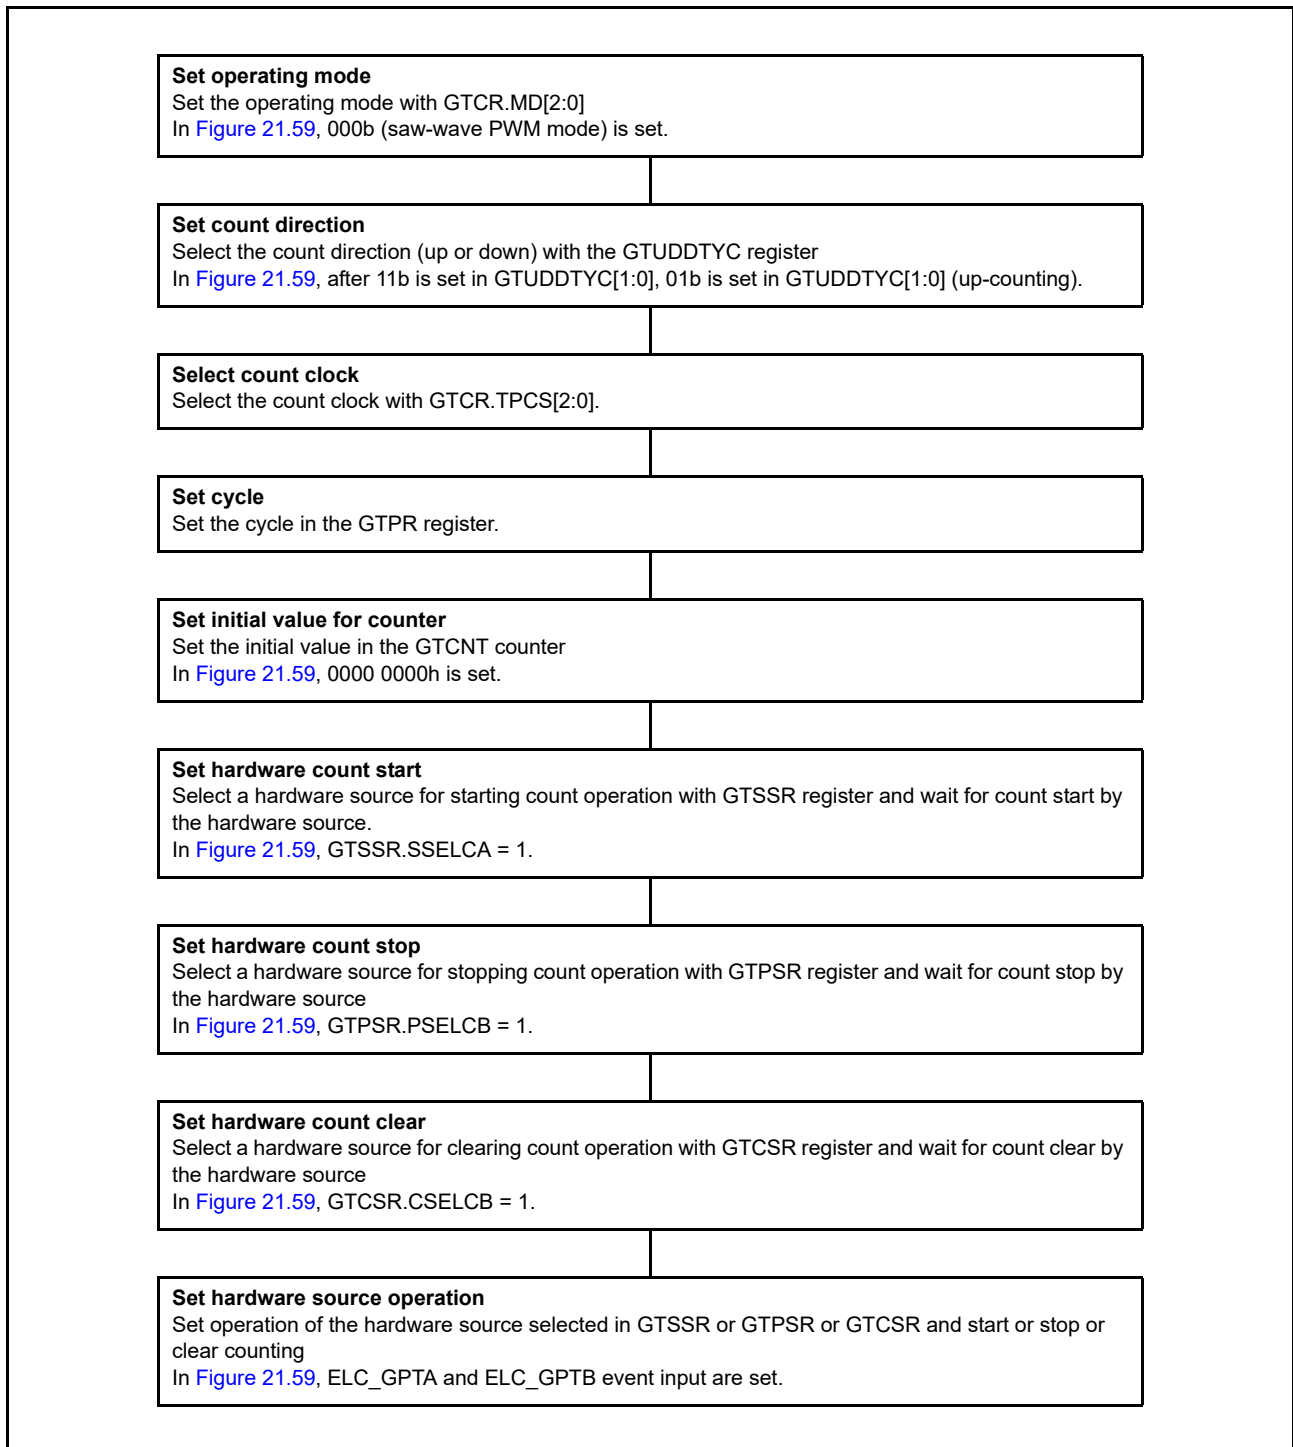 Set operating mode
Set the operating mode with GTCR.MD[2:0]
In Figure 21.59, 000b (saw-wave PWM mode) is set.
Set count direction
Select the count direction (up or down) with the GTUDDTYC register
In Figure 21.59, after 11b is set in GTUDDTYC[1:0], 01b is set in GTUDDTYC[1:0] (up-counting).
Select count clock
Select the count clock with GTCR.TPCS[2:0].
Set cycle
Set the cycle in the GTPR register.
Set initial value for counter
Set the initial value in the GTCNT counter
In Figure 21.59, 0000 0000h is set.
Set hardware count start
Select a hardware source for starting count operation with GTSSR register and wait for count start by
the hardware source.
In Figure 21.59, GTSSR.SSELCA = 1.
Set hardware count stop
Select a hardware source for stopping count operation with GTPSR register and wait for count stop by
the hardware source
In Figure 21.59, GTPSR.PSELCB = 1.
Set hardware count clear
Select a hardware source for clearing count operation with GTCSR register and wait for count clear by
the hardware source
In Figure 21.59, GTCSR.CSELCB = 1.
Set hardware source operation
Set operation of the hardware source selected in GTSSR or GTPSR or GTCSR and start or stop or
clear counting
In Figure 21.59, ELC_GPTA and ELC_GPTB event input are set.